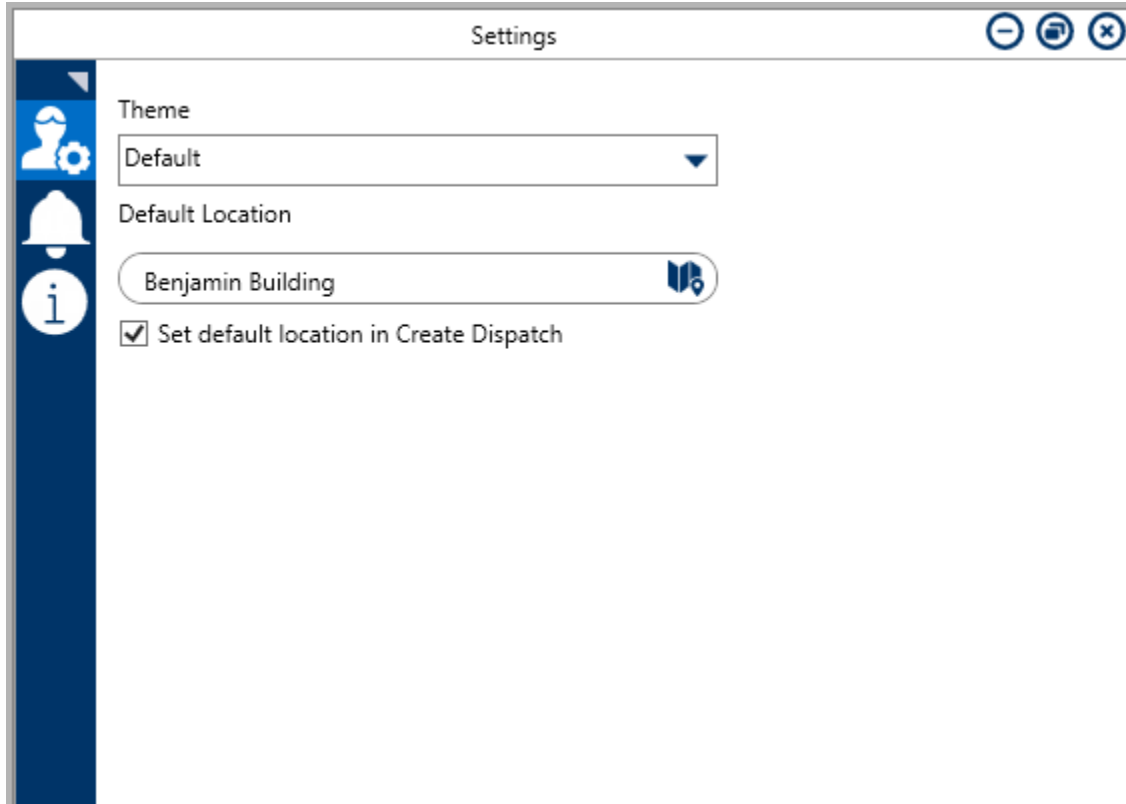 Settings
Theme
Default
Default Location
Benjamin Building
Set default location in Create Dispatch